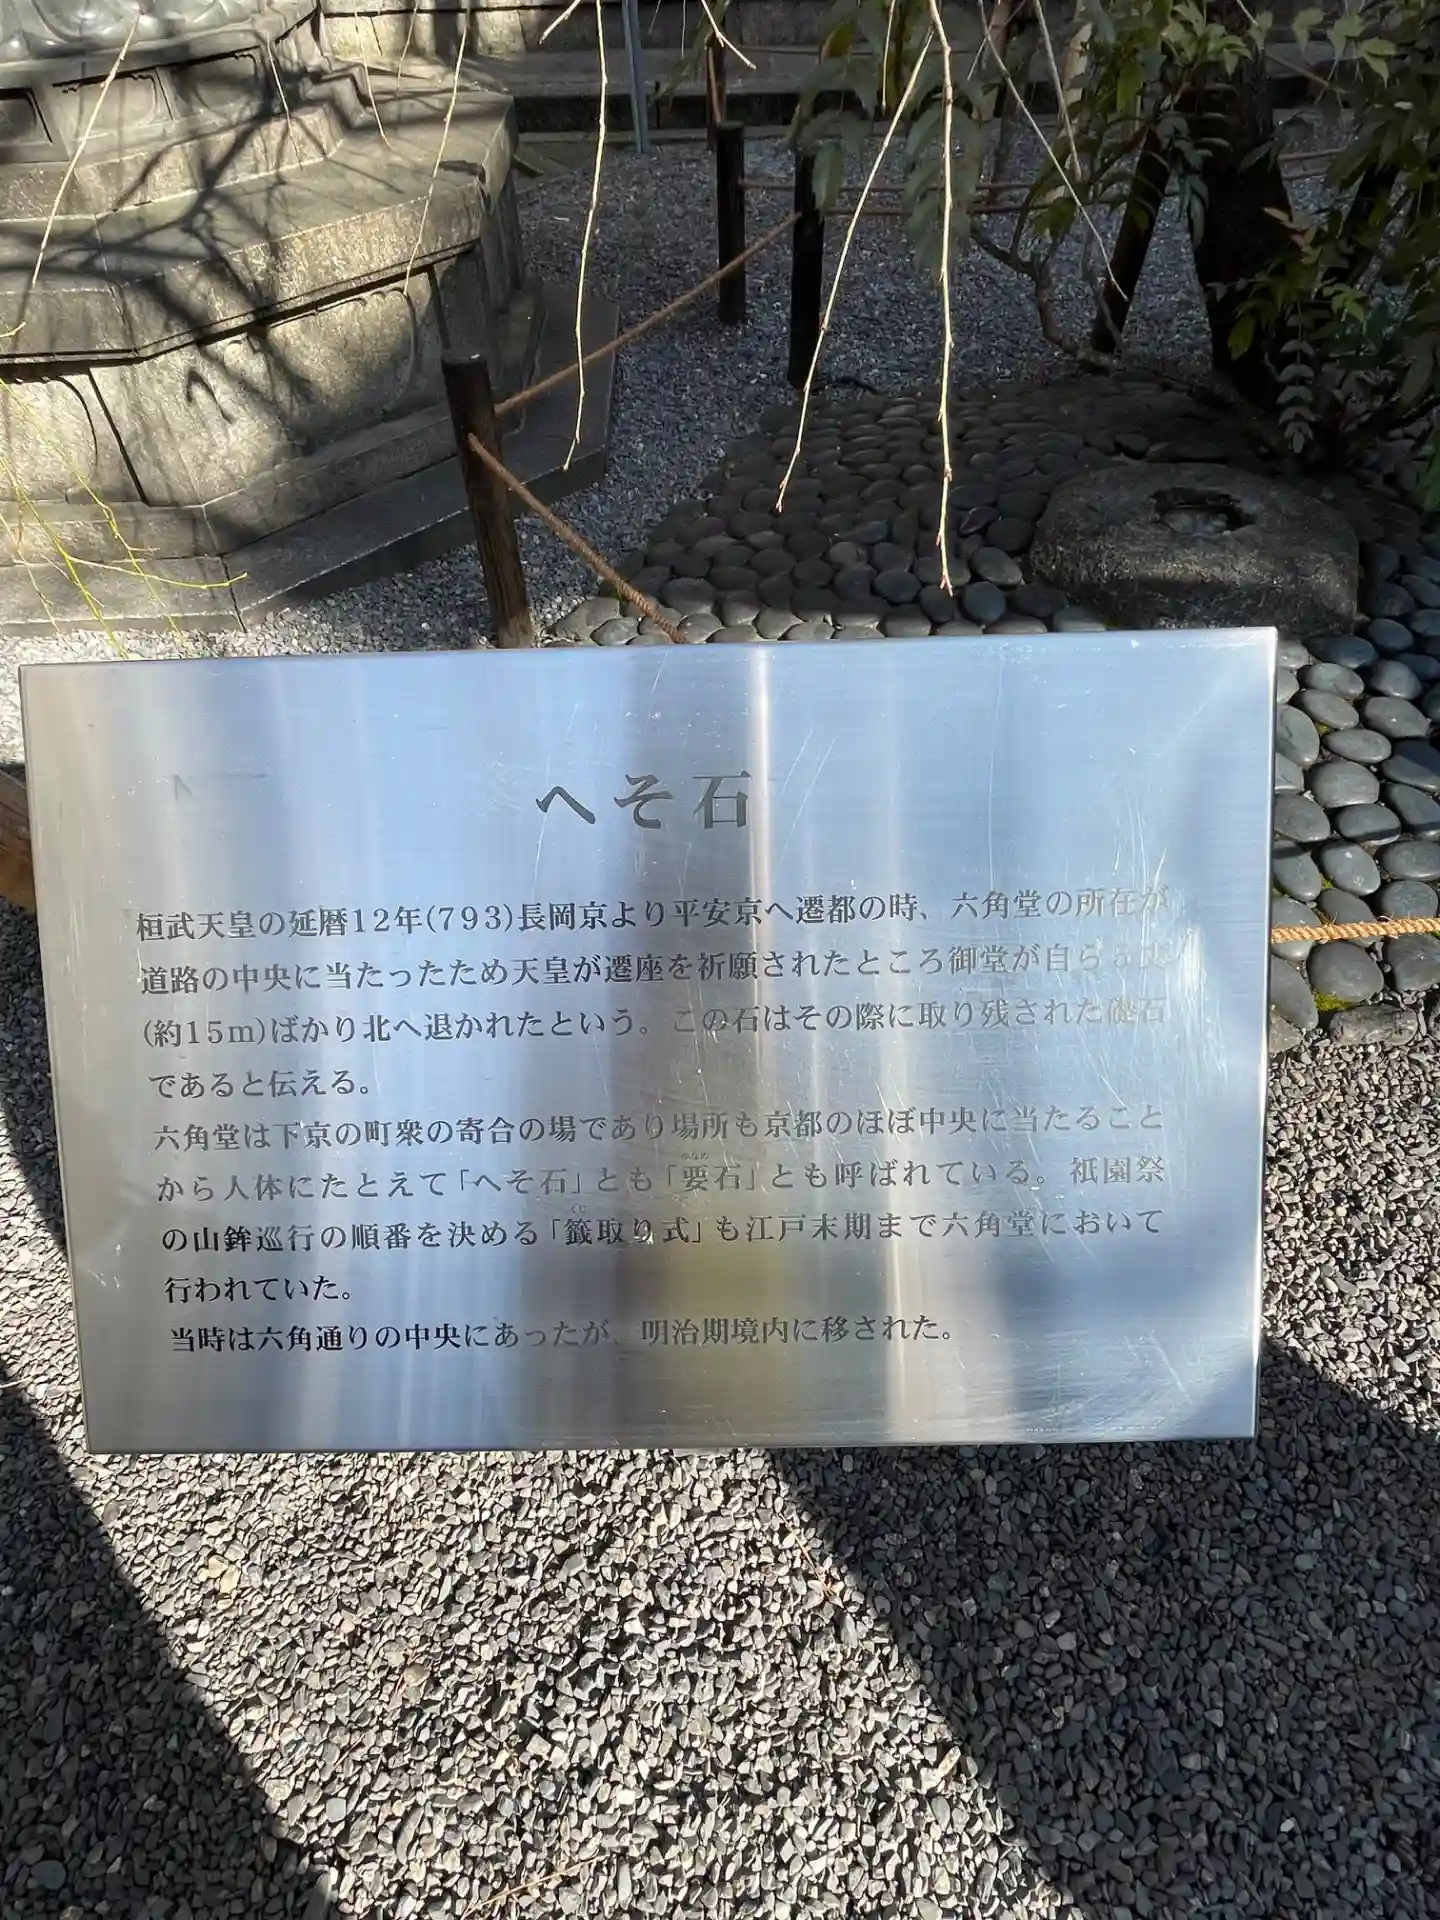 へそ石
桓武天皇の延暦12年(793)長岡京より平安京へ遷都の時、六角堂の所在が
道路の中央に当たったため天皇が遷座を祈願されたところ御堂が自ら5丈
(約15m)ばかり北へ退かれたという。この石はその際に取り残された礎石
であると伝える。
六角堂は下京の町衆の寄合の場であり場所も京都のほぼ中央に当たること
から人体にたとえて「へそ石」とも「要石」とも呼ばれている。祇園祭
の山鉾巡行の順番を決める「籤取り式」も江戸末期まで六角堂において
行われていた。
当時は六角通りの中央にあったが、明治期境内に移された。